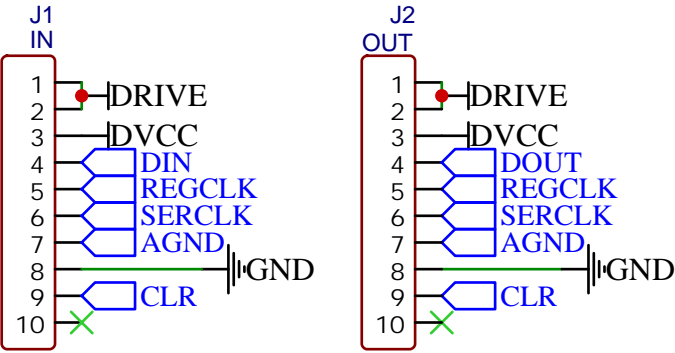 J1
IN
1
2
DRIVE
3
DVCC
4
DIN
5
REGCLK
6
SERCLK
7
AGND
8
GND
9
CLR
10
J2
OUT
1
2
DRIVE
3
DVCC
4
DOUT
5
REGCLK
6
SERCLK
7
AGND
8
GND
9
CLR
10